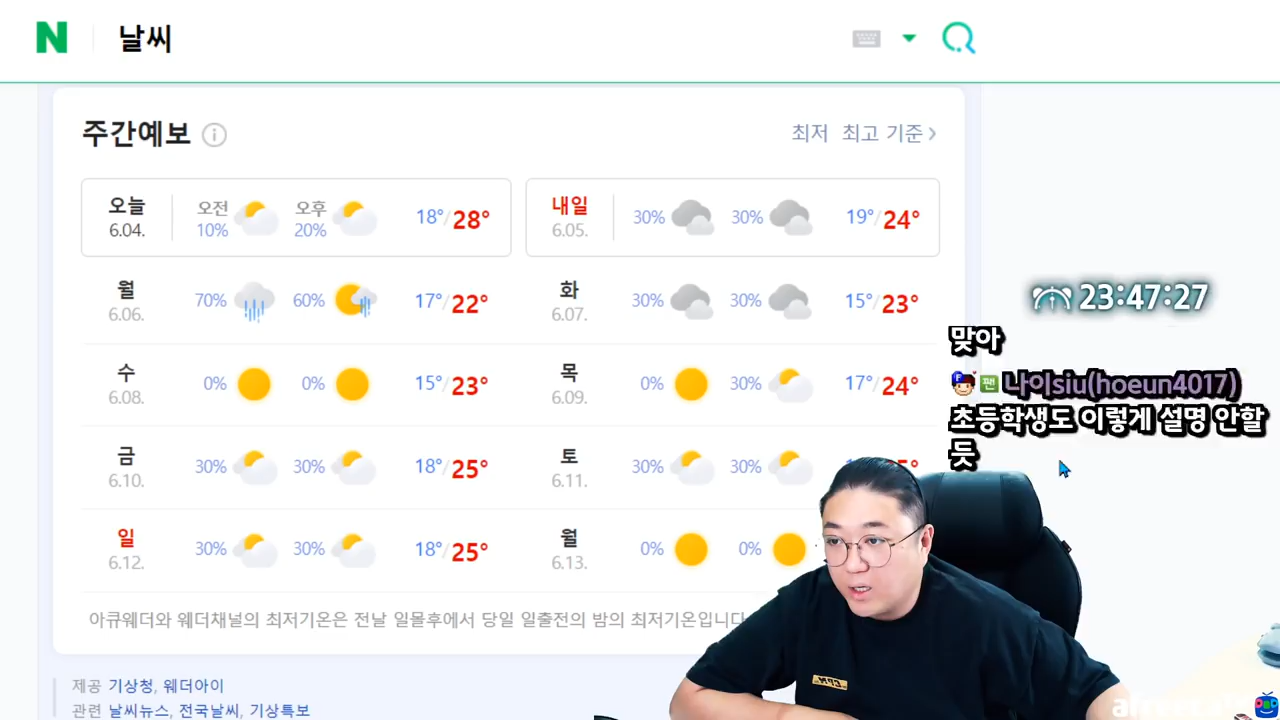 N 날씨
주간예보
최저 최고 기준
오늘 6.04. 오전 10% 오후 20% 18°/28°
내일 6.05. 30% 30% 19°/24°
월 6.06. 70% 60% 17°/22°
화 6.07. 30% 30% 15°/23°
수 6.08. 0% 0% 15°/23°
목 6.09. 0% 30% 17°/24°
금 6.10. 30% 30% 18°/25°
토 6.11. 30% 30%
일 6.12. 30% 30% 18°/25°
월 6.13. 0% 0%
아큐웨더와 웨더채널의 최저기온은 전날 일몰후에서 당일 일출전의 밤의 최저기온입니다
제공 기상청, 웨더아이
관련 날씨뉴스, 전국날씨, 기상특보
23:47:27
맞아
팬 나이siu(hoeun4017)
초등학생도 이렇게 설명 안할
듯